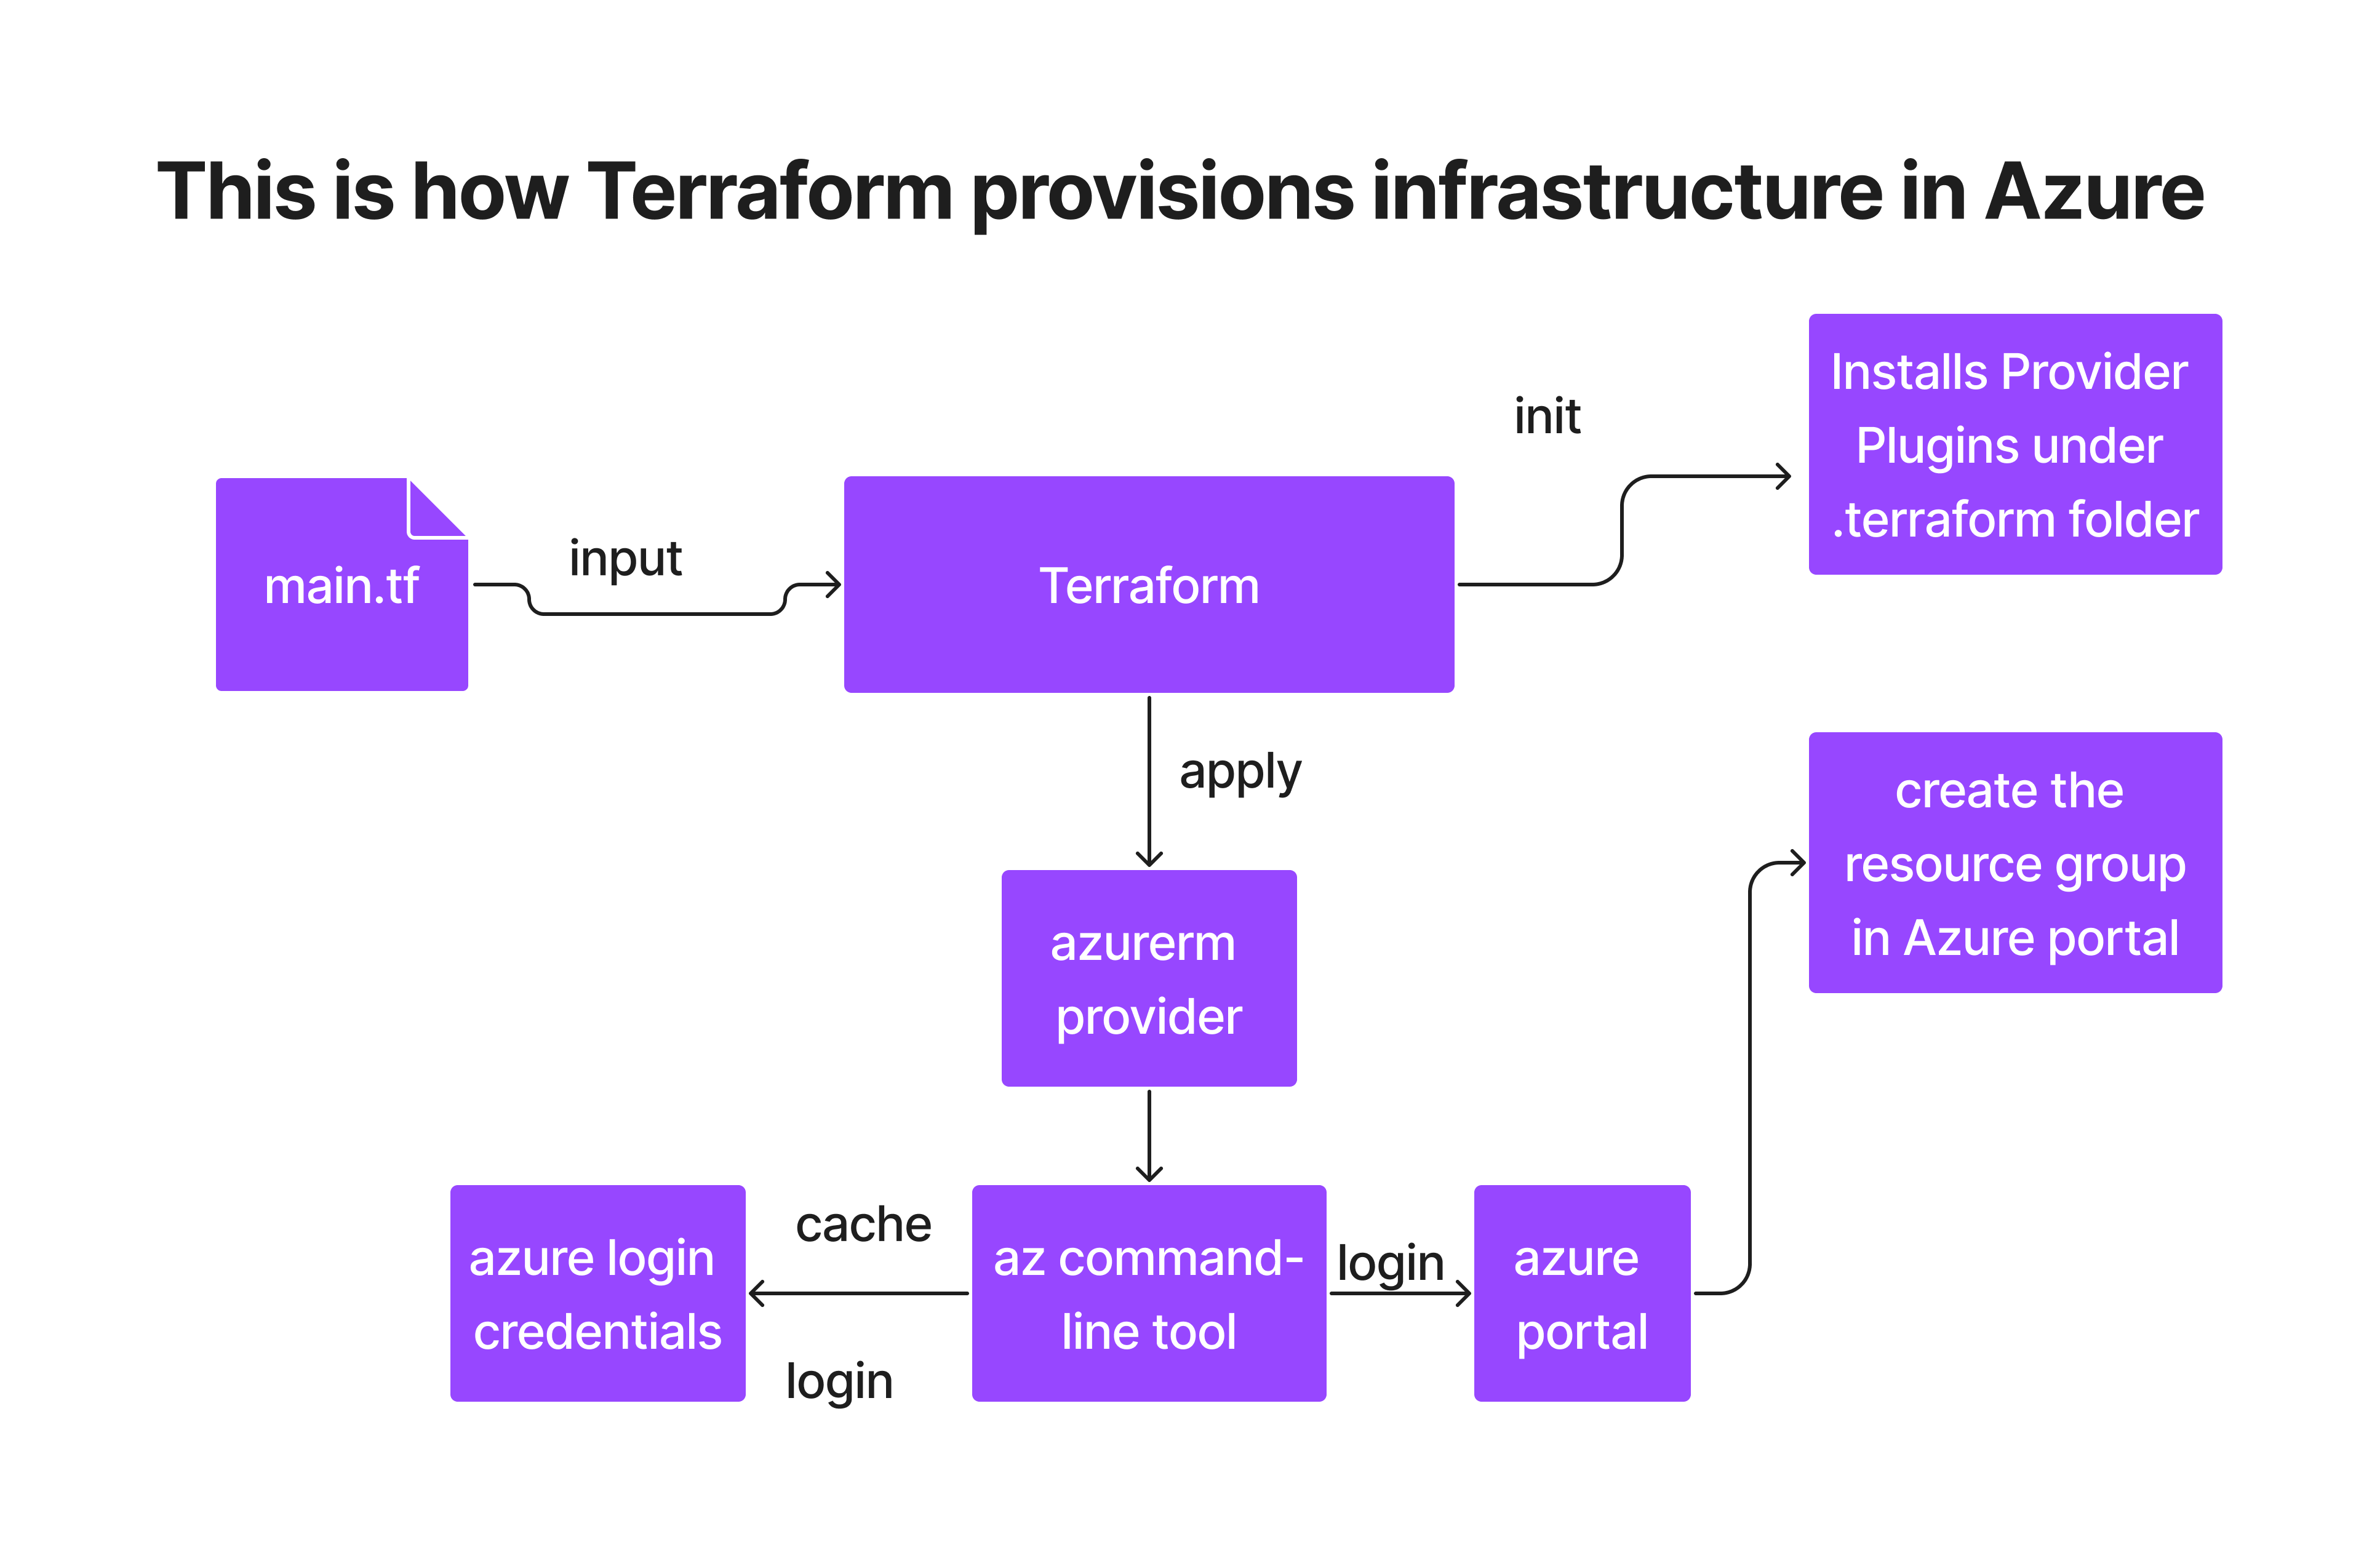 This is how Terraform provisions infrastructure in Azure
Installs Provider
Plugins under
.terraform folder
init
main.tf
input
Terraform
apply
create the
resource group
in Azure portal
azurerm
provider
azure login
credentials
cache
login
az command-
line tool
login
azure
portal